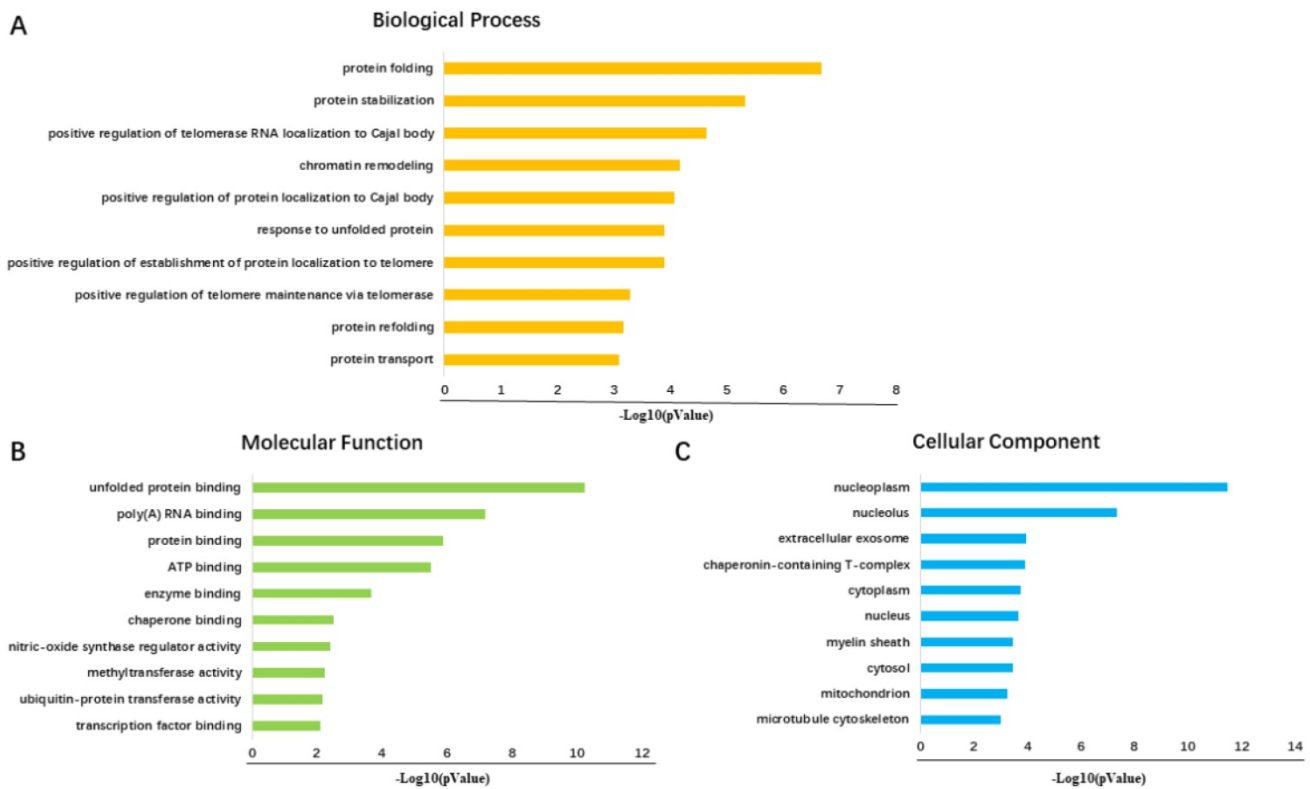 A
Biological Process
protein folding
protein stabilization
positive regulation of telomerase RNA localization to Cajal body
chromatin remodeling
positive regulation of protein localization to Cajal body
response to unfolded protein
positive regulation of establishment of protein localization to telomere
positive regulation of telomere maintenance via telomerase
protein refolding
protein transport
0 1 2 3 4 5 6 7 8
-Log10(pValue)
B
Molecular Function
unfolded protein binding
poly(A) RNA binding
protein binding
ATP binding
enzyme binding
chaperone binding
nitric-oxide synthase regulator activity
methyltransferase activity
ubiquitin-protein transferase activity
transcription factor binding
0 2 4 6 8 10 12
-Log10(pValue)
C
Cellular Component
nucleoplasm
nucleolus
extracellular exosome
chaperonin-containing T-complex
cytoplasm
nucleus
myelin sheath
cytosol
mitochondrion
microtubule cytoskeleton
0 2 4 6 8 10 12 14
-Log10(pValue)